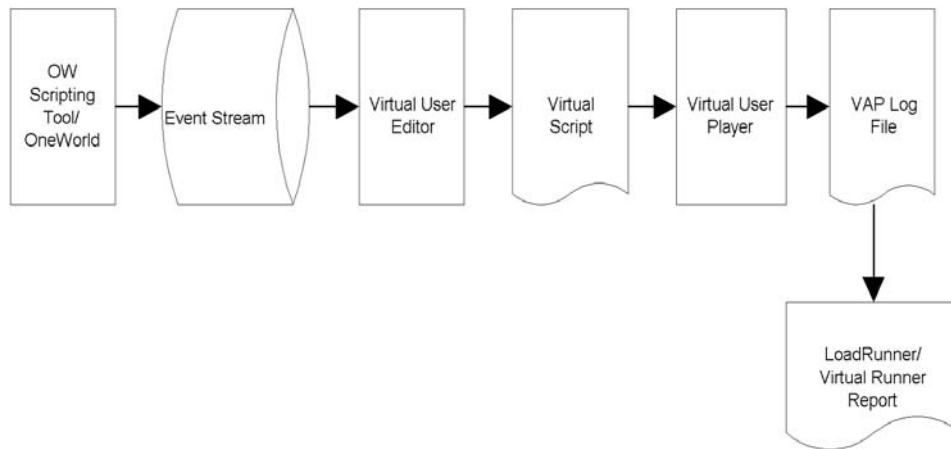 OW
Scripting
Tool/
OneWorld
Event Stream
Virtual User
Editor
Virtual
Script
Virtual User
Player
VAP Log
File
LoadRunner/
Virtual Runner
Report